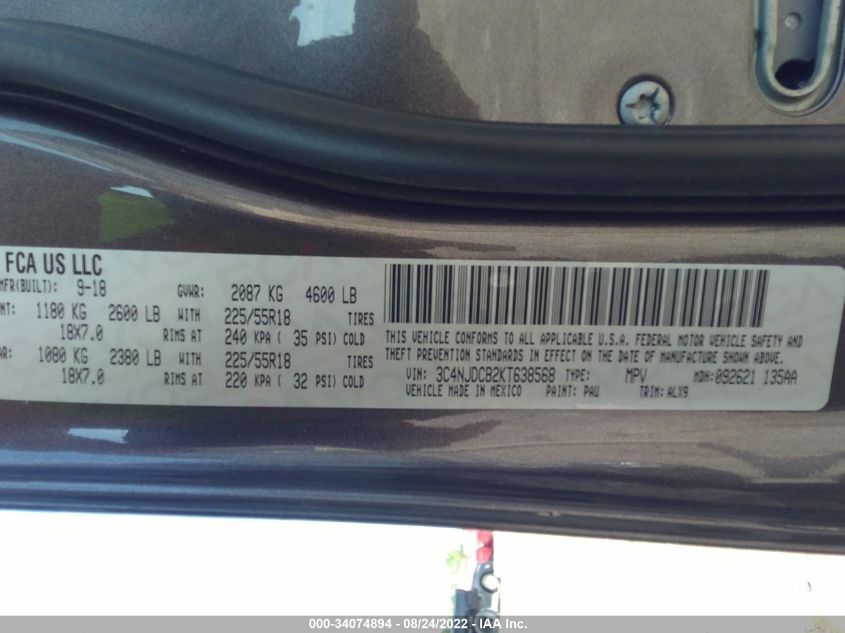 FCA US LLC
MFR(BUILT): 9-18 GVWR: 2087 KG 4600 LB
NT: 1180 KG 2600 LB WITH 225/55R18 TIRES
18X7.0 RIMS AT 240 KPA ( 35 PSI) COLD
AR: 1080 KG 2380 LB WITH 225/55R18 TIRES
18X7.0 RIMS AT 220 KPA ( 32 PSI) COLD
THIS VEHICLE CONFORMS TO ALL APPLICABLE U.S.A. FEDERAL MOTOR VEHICLE SAFETY AND
THEFT PREVENTION STANDARDS IN EFFECT ON THE DATE OF MANUFACTURE SHOWN ABOVE.
VIN: 3C4NJDCB2KT638568 TYPE: MPV MDH: 092621 135AA
VEHICLE MADE IN MEXICO PAINT: PAU TRIM: ALX9
000-34074894 - 08/24/2022 - IAA Inc.